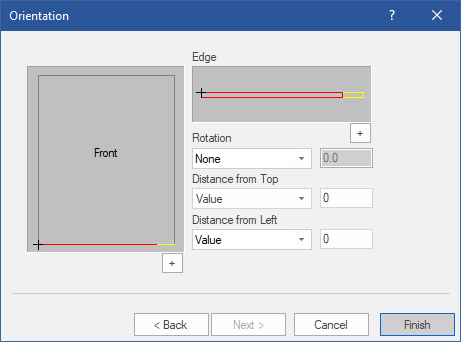 Orientation
? ×
Edge
Front
+
Rotation
None 0.0
Distance from Top
Value 0
Distance from Left
Value 0
+
< Back Next > Cancel Finish